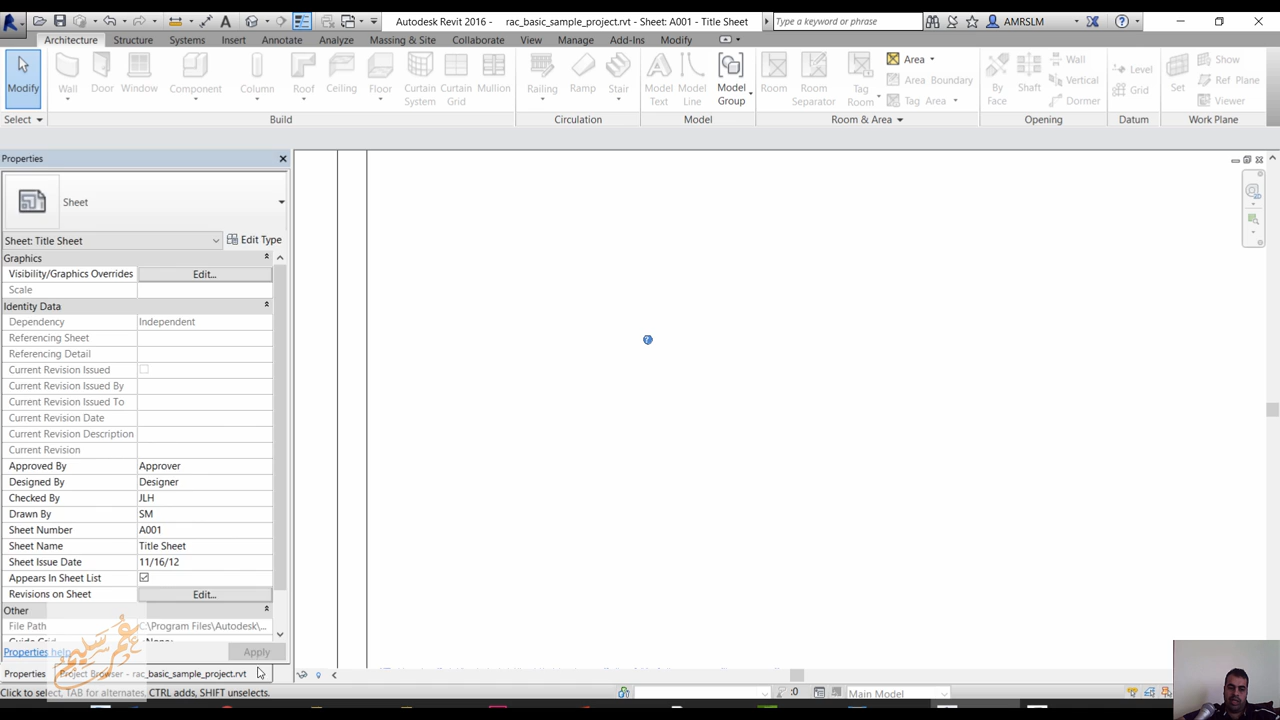 Autodesk Revit 2016 - rac_basic_sample_project.rvt - Sheet: A001 - Title Sheet
Type a keyword or phrase
AMRSLM
Architecture Structure Systems Insert Annotate Analyze Massing & Site Collaborate View Manage Add-Ins Modify
Modify
Wall
Door
Window
Component
Column
Roof
Ceiling
Floor
Curtain System
Curtain Grid
Mullion
Railing
Ramp
Stair
Model Text
Model Line
Model Group
Room
Room Separator
Tag Room
Area
Area Boundary
Tag Area
By Face
Shaft
Wall
Vertical
Dormer
Level
Grid
Set
Show
Ref Plane
Viewer
Select
Build
Circulation
Model
Room & Area
Opening
Datum
Work Plane
Properties
Sheet
Sheet: Title Sheet
Edit Type
Graphics
Visibility/Graphics Overrides Edit...
Scale
Identity Data
Dependency Independent
Referencing Sheet
Referencing Detail
Current Revision Issued
Current Revision Issued By
Current Revision Issued To
Current Revision Date
Current Revision Description
Current Revision
Approved By Approver
Designed By Designer
Checked By JLH
Drawn By SM
Sheet Number A001
Sheet Name Title Sheet
Sheet Issue Date 11/16/12
Appears In Sheet List
Revisions on Sheet Edit...
Other
File Path C:\Program Files\Autodesk\...
Properties help
Apply
Properties
Project Browser - rac_basic_sample_project.rvt
Click to select, TAB for alternates, CTRL adds, SHIFT unselects.
:0
Main Model